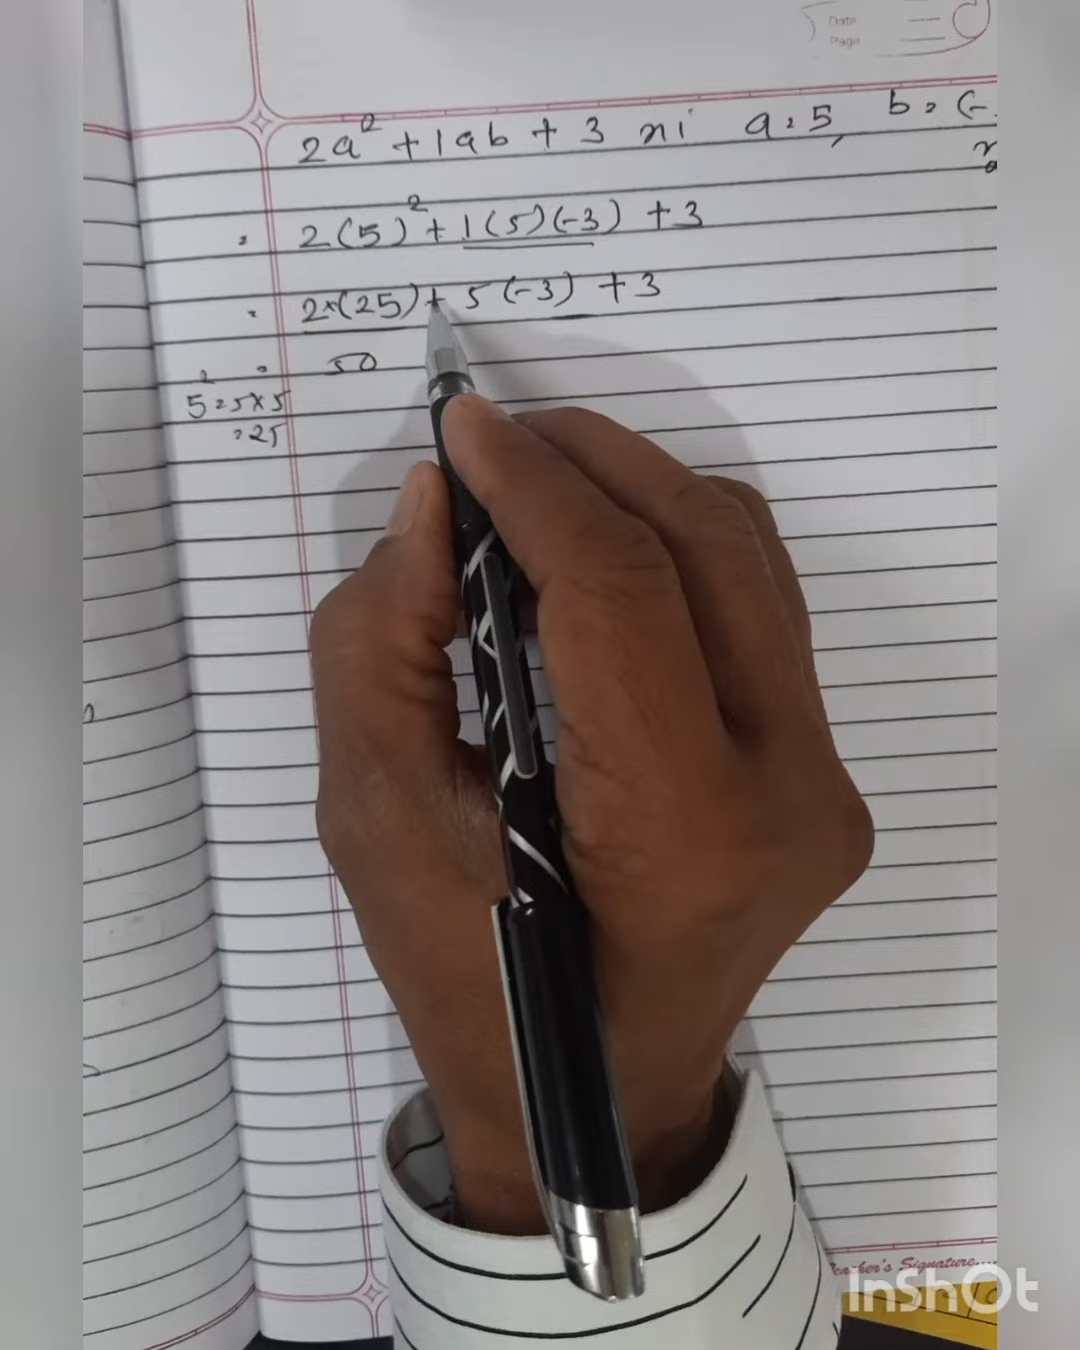 Date
Page
2a² + 1ab + 3 ni a = 5, b = (-
= 2(5)² + 1(5)(-3) + 3
= 2×(25) + 5(-3) + 3
= 50
5² = 5×5
= 25
Teacher's Signature
InShOt